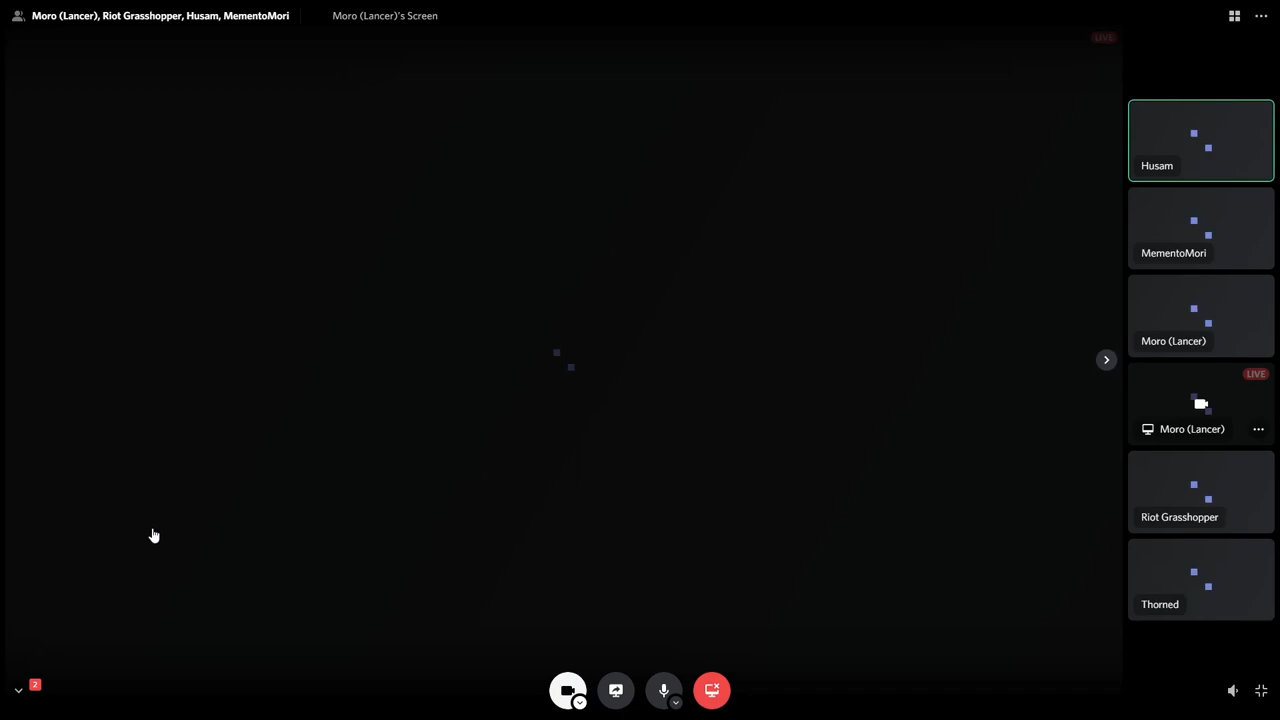 Moro (Lancer), Riot Grasshopper, Husam, MementoMori
Moro (Lancer)'s Screen
LIVE
Husam
MementoMori
Moro (Lancer)
LIVE
Moro (Lancer)
Riot Grasshopper
Thorned
2